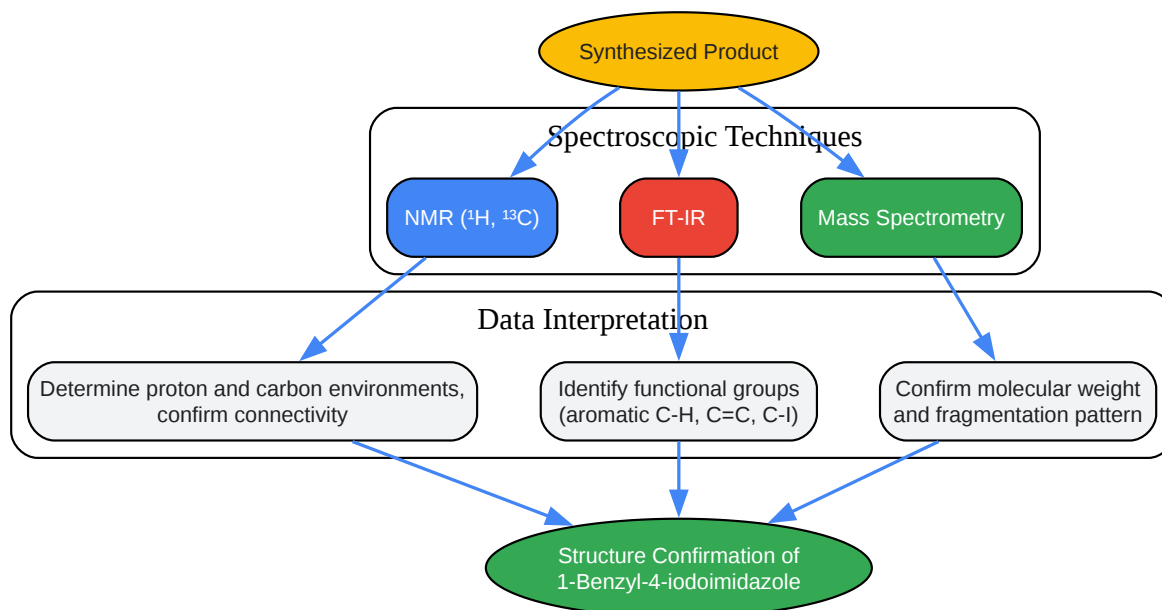 Synthesized Product
Spectroscopic Techniques
NMR (¹H, ¹³C)
FT-IR
Mass Spectrometry
Data Interpretation
Determine proton and carbon environments,
confirm connectivity
Identify functional groups
(aromatic C-H, C=C, C-I)
Confirm molecular weight
and fragmentation pattern
Structure Confirmation of
1-Benzyl-4-iodoimidazole